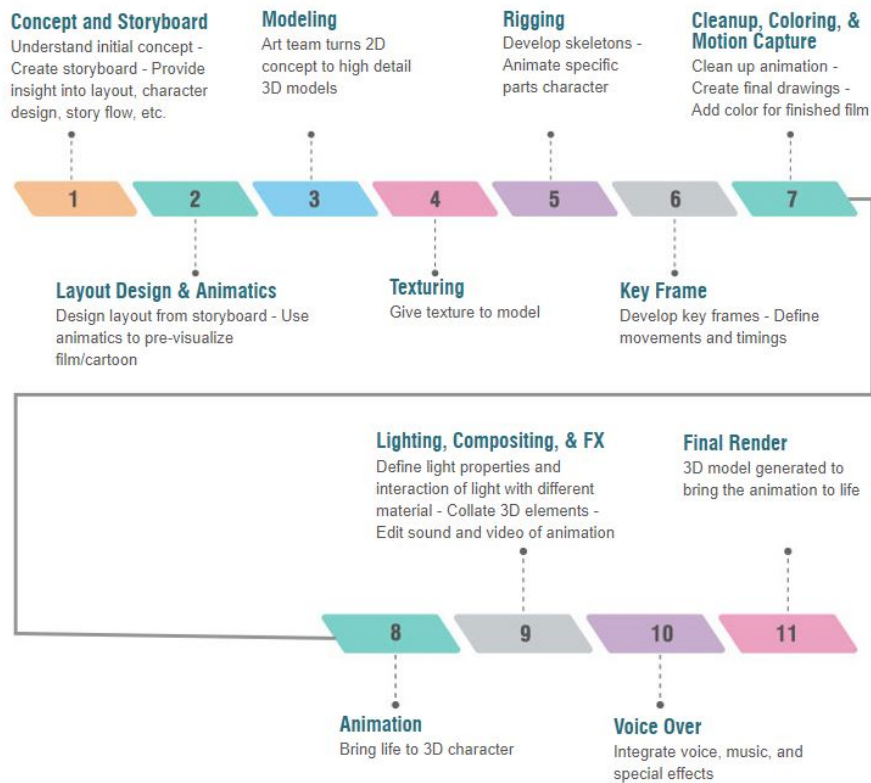 Concept and Storyboard
Understand initial concept -
Create storyboard - Provide
insight into layout, character
design, story flow, etc.
Modeling
Art team turns 2D
concept to high detail
3D models
Rigging
Develop skeletons -
Animate specific
parts character
Cleanup, Coloring, &
Motion Capture
Clean up animation -
Create final drawings -
Add color for finished film
1
2
3
4
5
6
7
Layout Design & Animatics
Design layout from storyboard - Use
animatics to pre-visualize
film/cartoon
Texturing
Give texture to model
Key Frame
Develop key frames - Define
movements and timings
Lighting, Compositing, & FX
Define light properties and
interaction of light with different
material - Collate 3D elements -
Edit sound and video of animation
Final Render
3D model generated to
bring the animation to life
8
9
10
11
Animation
Bring life to 3D character
Voice Over
Integrate voice, music, and
special effects